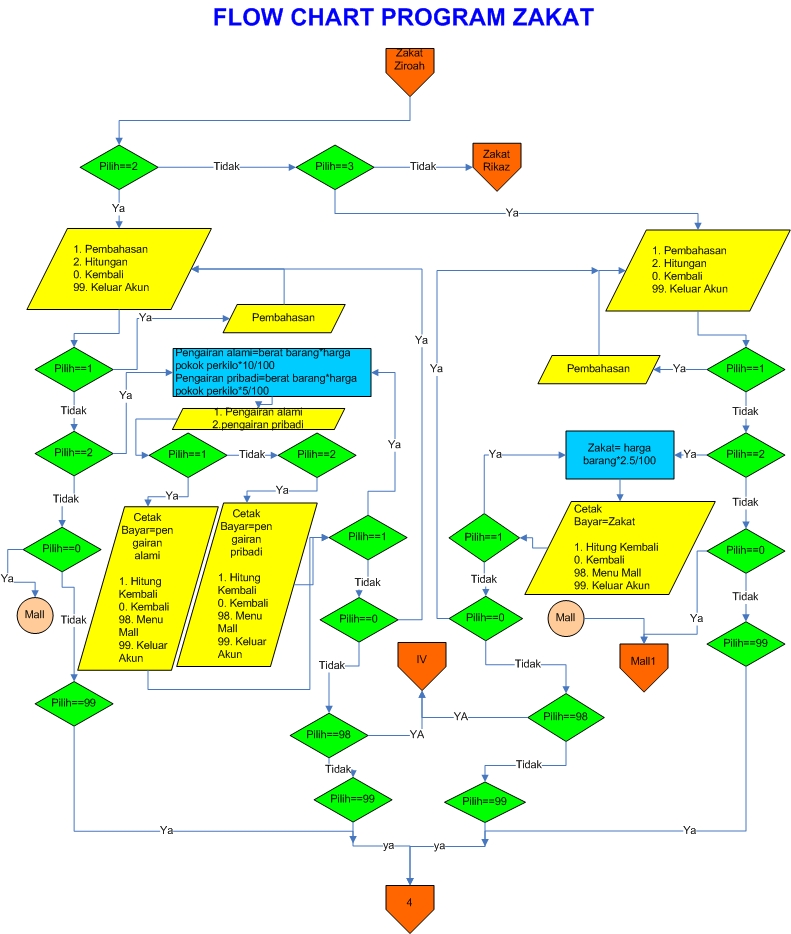 FLOW CHART PROGRAM ZAKAT
Zakat
Ziroah
Pilih==2
Tidak
Pilih==3
Tidak
Zakat
Rikaz
Ya
Ya
1. Pembahasan
2. Hitungan
0. Kembali
99. Keluar Akun
1. Pembahasan
2. Hitungan
0. Kembali
99. Keluar Akun
Ya
Pembahasan
Ya
Ya
Pilih==1
Ya
Pengairan alami=berat barang*harga
pokok perkilo*10/100
Pengairan pribadi=berat barang*harga
pokok perkilo*5/100
Pembahasan
Ya
Pilih==1
Tidak
1. Pengairan alami
2.pengairan pribadi
Tidak
Pilih==2
Pilih==1
Tidak
Pilih==2
Ya
Ya
Zakat= harga
barang*2.5/100
Ya
Pilih==2
Tidak
Ya
Ya
Tidak
Cetak
Bayar=pen
gairan
alami
1. Hitung
Kembali
0. Kembali
98. Menu
Mall
99. Keluar
Akun
Cetak
Bayar=pen
gairan
pribadi
1. Hitung
Kembali
0. Kembali
98. Menu
Mall
99. Keluar
Akun
Pilih==1
Pilih==1
Cetak
Bayar=Zakat
1. Hitung Kembali
0. Kembali
98. Menu Mall
99. Keluar Akun
Pilih==0
Ya
Pilih==0
Mall
Tidak
Tidak
Tidak
Tidak
Pilih==0
Pilih==0
Mall
Ya
Pilih==99
Mall1
IV
Tidak
Tidak
Pilih==99
Pilih==98
YA
YA
Pilih==98
Tidak
Tidak
Pilih==99
Pilih==99
Ya
Ya
ya
ya
4